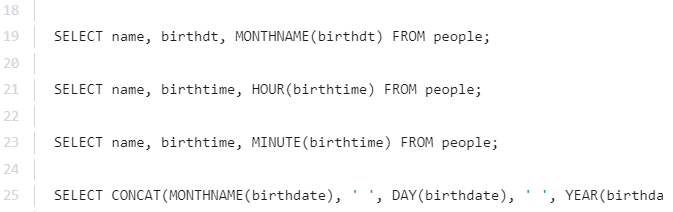 18
19 SELECT name, birthdt, MONTHNAME(birthdt) FROM people;
20
21 SELECT name, birthtime, HOUR(birthtime) FROM people;
22
23 SELECT name, birthtime, MINUTE(birthtime) FROM people;
24
25 SELECT CONCAT(MONTHNAME(birthdate), ' ', DAY(birthdate), ' ', YEAR(birthda